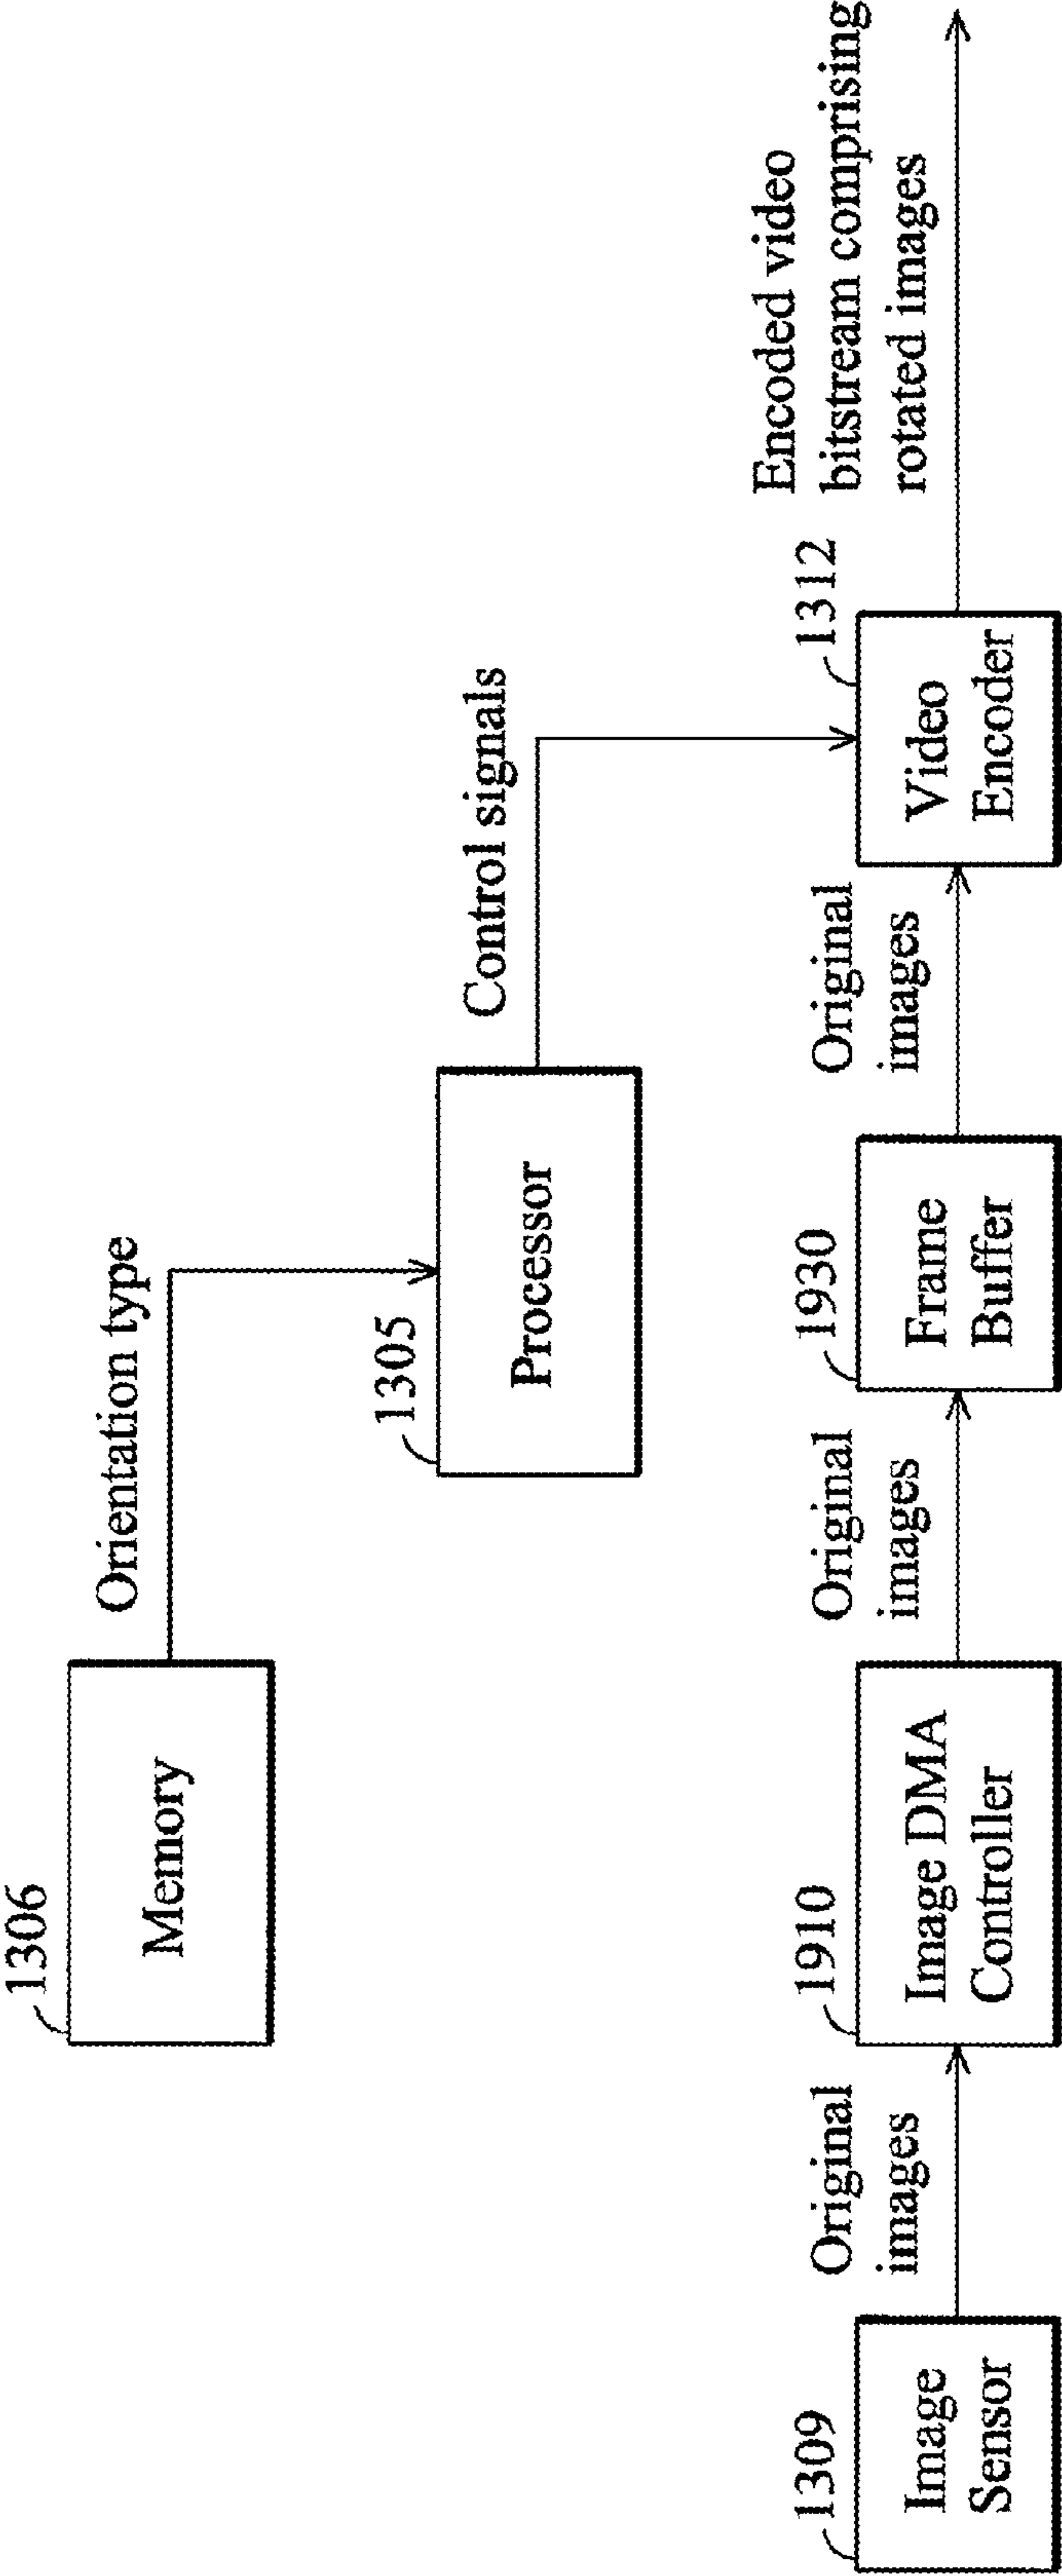 1306
Memory
Orientation type
1305
Processor
Control signals
1309
Image
Sensor
Original
images
1910
Image DMA
Controller
Original
images
1930
Frame
Buffer
Original
images
1312
Video
Encoder
Encoded video
bitstream comprising
rotated images